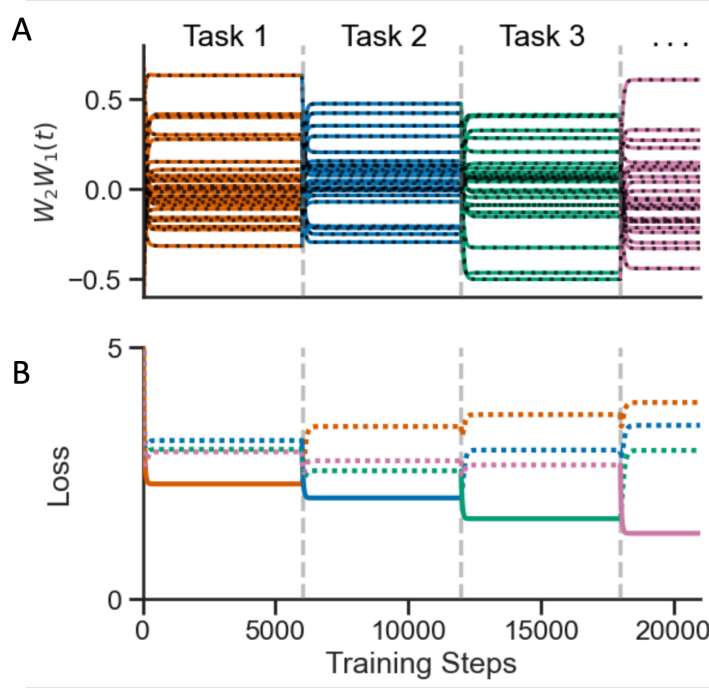 A
Task 1 Task 2 Task 3 ...
0.5
0.0
−0.5
W₂W₁(t)
B
5
0
Loss
0 5000 10000 15000 20000
Training Steps